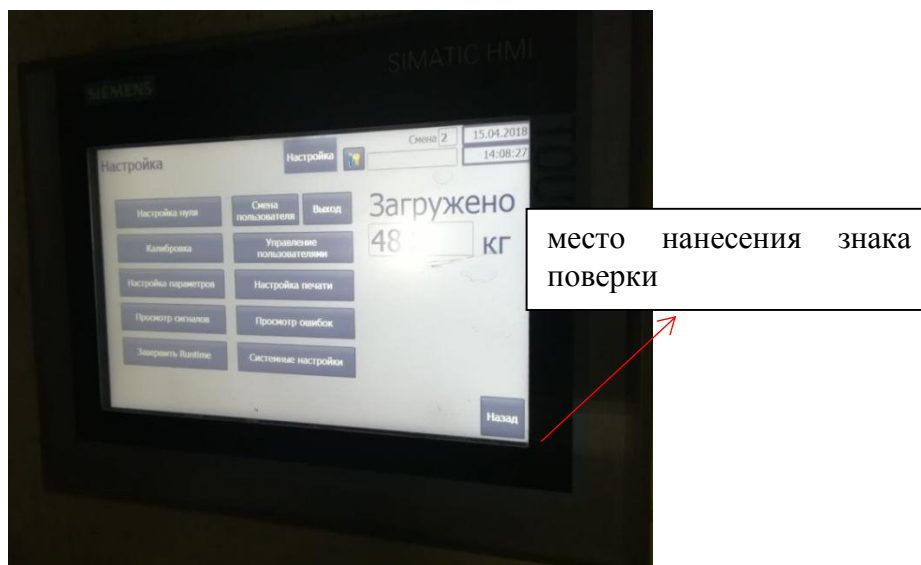 SIMATIC HMI
SIEMENS
TOU
Настройка
Настройка
Смена 2
15.04.2018
14:08:27
Настройка нуля
Смена пользователя
Выход
Загружено
48 кг
Калибровка
Управление пользователями
Настройка параметров
Настройка печати
Просмотр сигналов
Просмотр ошибок
Завершить Runtime
Системные настройки
Назад
место нанесения знака
поверки